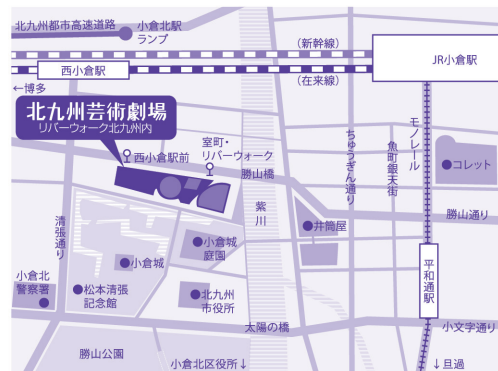 北九州都市高速道路
小倉北駅
ランプ
(新幹線)
JR小倉駅
西小倉駅
(在来線)
←博多
北九州芸術劇場
リバーウォーク北九州内
室町・
リバーウォーク
西小倉駅前
勝山橋
ちゅうぎん通り
魚町銀天街
モノレール
コレット
清張通り
紫川
勝山通り
井筒屋
小倉城
庭園
小倉城
平和通駅
小倉北
警察署
松本清張
記念館
北九州
市役所
太陽の橋
小文字通り
勝山公園
小倉北区役所↓
↓旦過